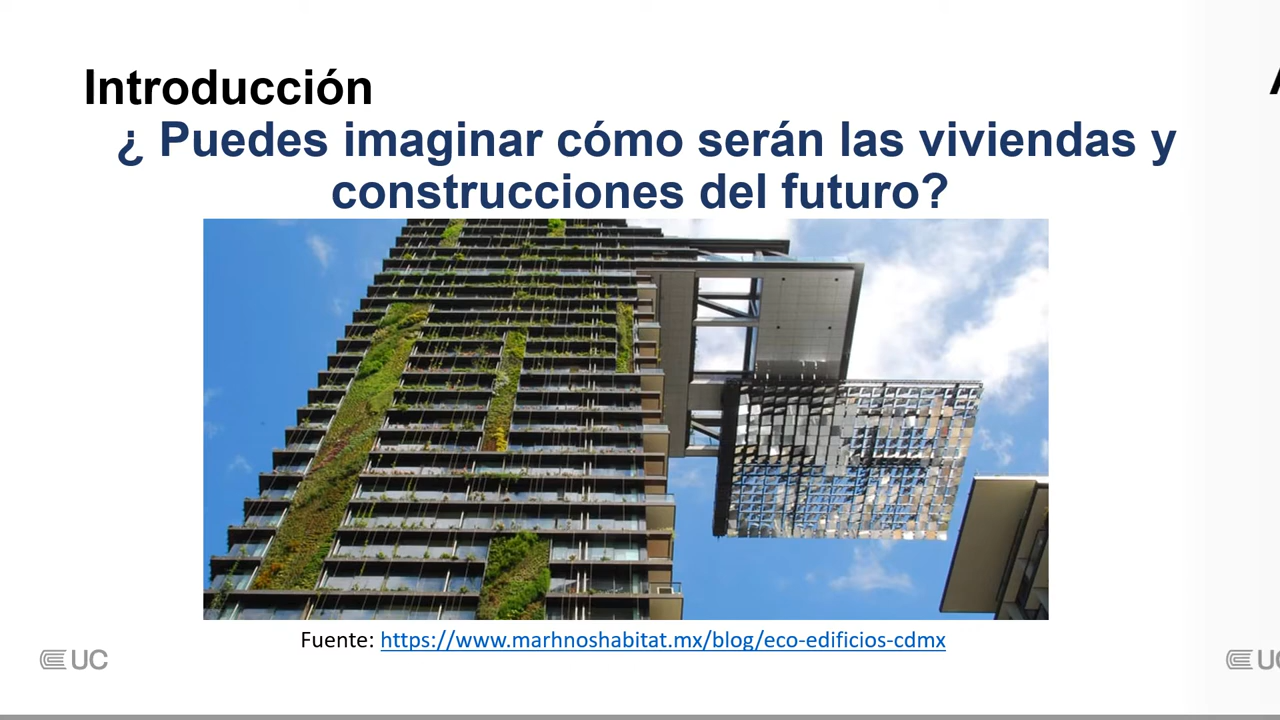 Introducción
¿ Puedes imaginar cómo serán las viviendas y
construcciones del futuro?
Fuente: https://www.marhnoshabitat.mx/blog/eco-edificios-cdmx
UC